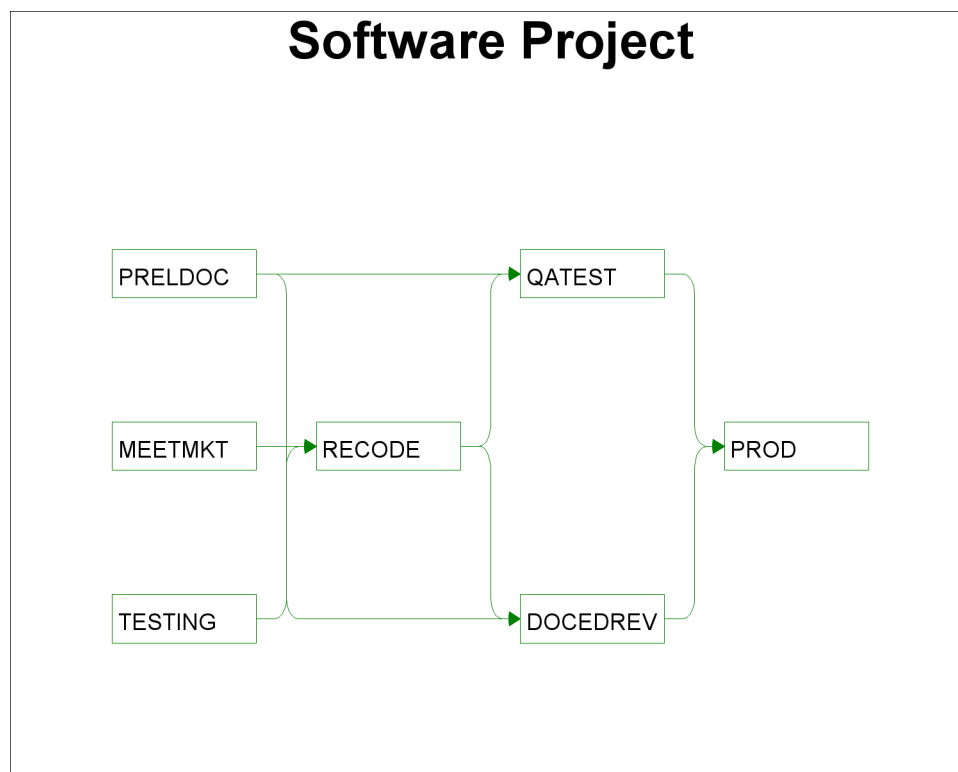 Software Project
PRELDOC
QATEST
MEETMKT
RECODE
PROD
TESTING
DOCEDREV